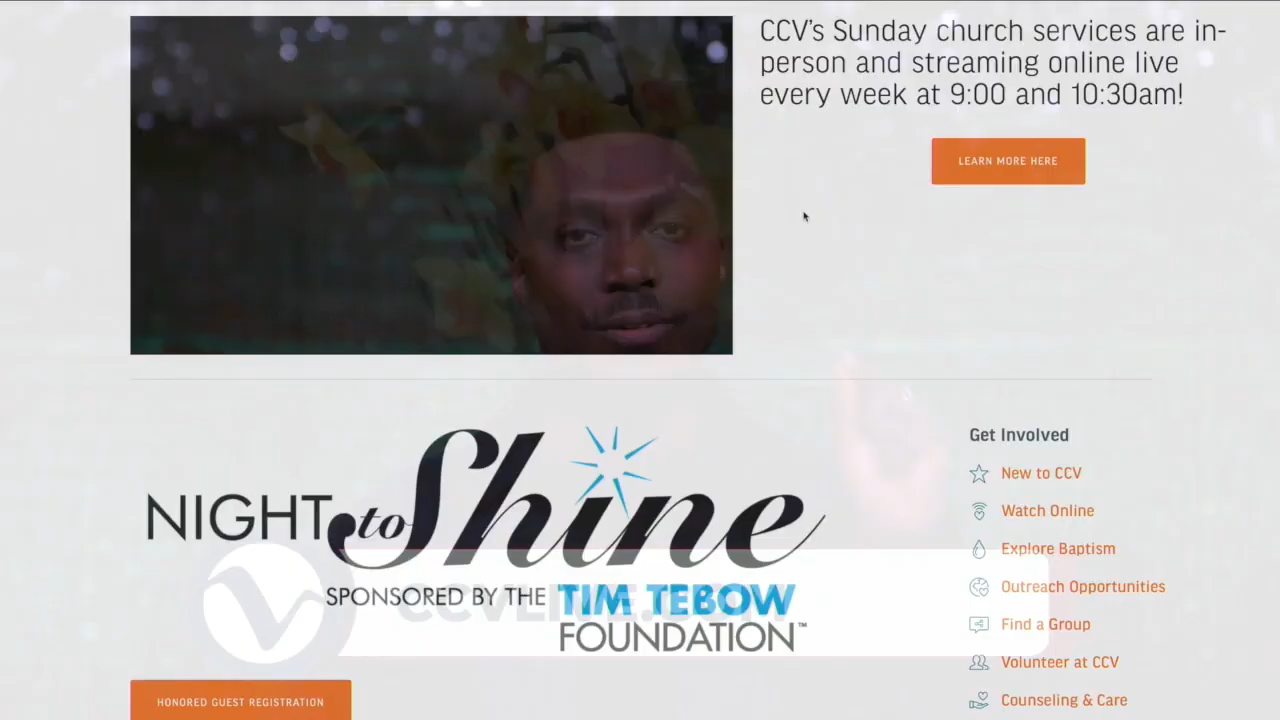 CCV's Sunday church services are in-
person and streaming online live
every week at 9:00 and 10:30am!
LEARN MORE HERE
NIGHT to Shine
SPONSORED BY THE TIM TEBOW
FOUNDATION™
HONORED GUEST REGISTRATION
Get Involved
New to CCV
Watch Online
Explore Baptism
Outreach Opportunities
Find a Group
Volunteer at CCV
Counseling & Care